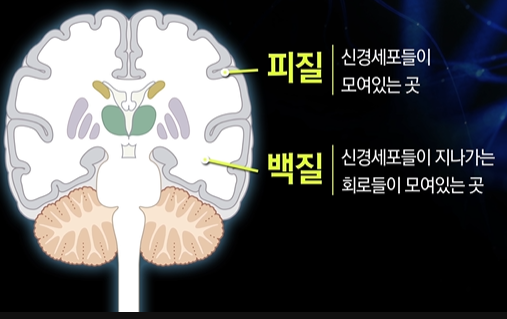 피질
신경세포들이
모여있는 곳
백질
신경세포들이 지나가는
회로들이 모여있는 곳